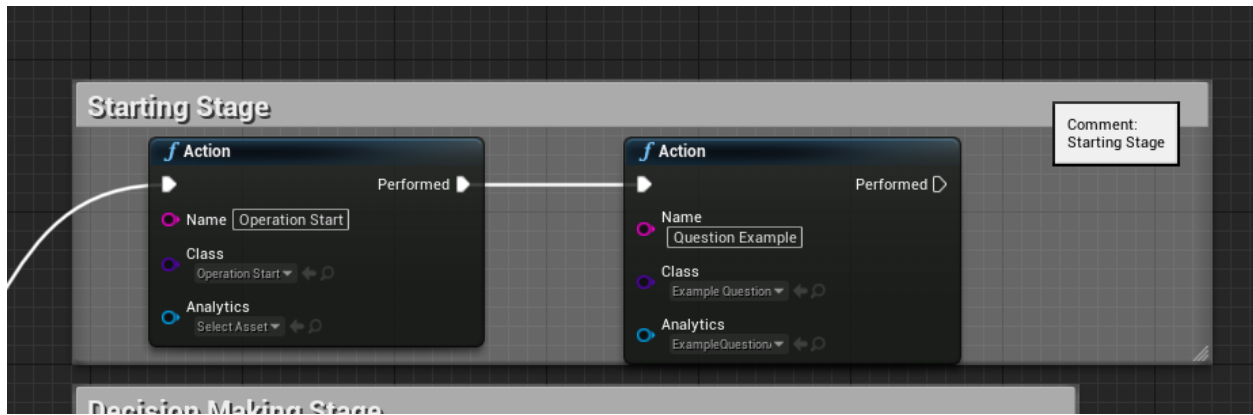 Starting Stage
Comment:
Starting Stage
f Action
Performed
Name Operation Start
Class
Operation Start
Analytics
Select Asset
f Action
Performed
Name
Question Example
Class
Example Question
Analytics
ExampleQuestion
Decision Making Stage